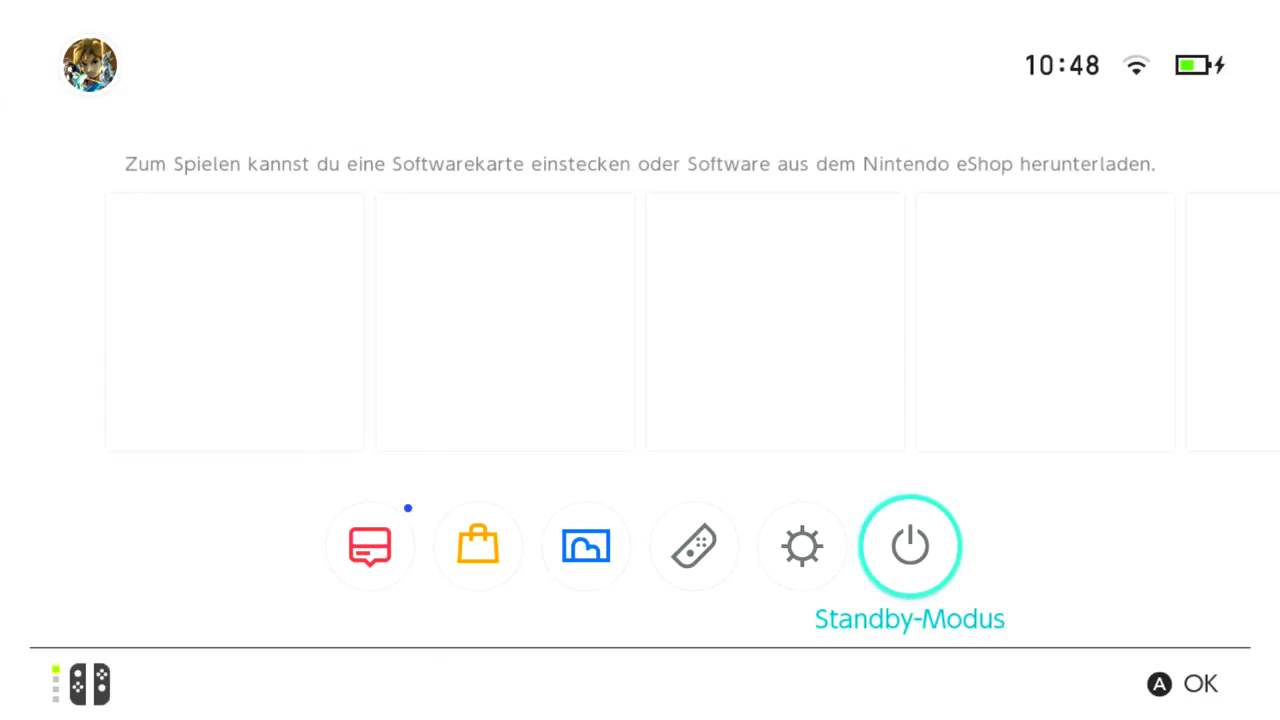 10:48
Zum Spielen kannst du eine Softwarekarte einstecken oder Software aus dem Nintendo eShop herunterladen.
Standby-Modus
A OK